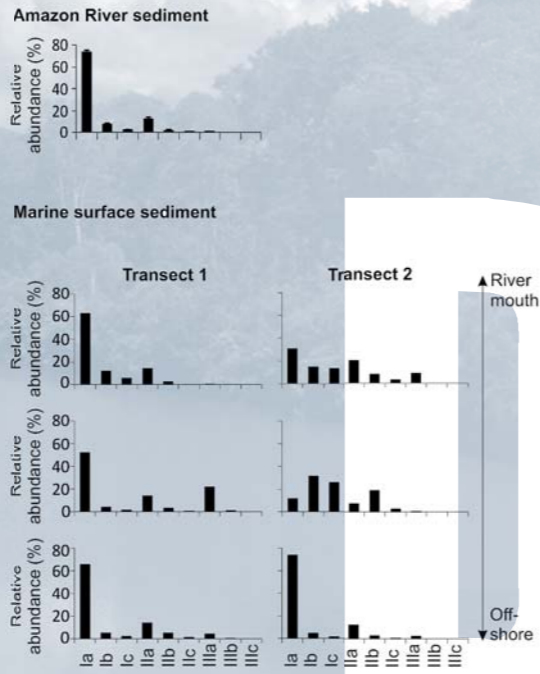 Amazon River sediment
Relative
abundance (%)
80
60
40
20
0
Marine surface sediment
Transect 1
Transect 2
River
mouth
Relative
abundance (%)
80
60
40
20
0
Relative
abundance (%)
80
60
40
20
0
Relative
abundance (%)
80
60
40
20
0
Off-
shore
Ia Ib Ic IIa IIb IIc IIIa IIIb IIIc
Ia Ib Ic IIa IIb IIc IIIa IIIb IIIc